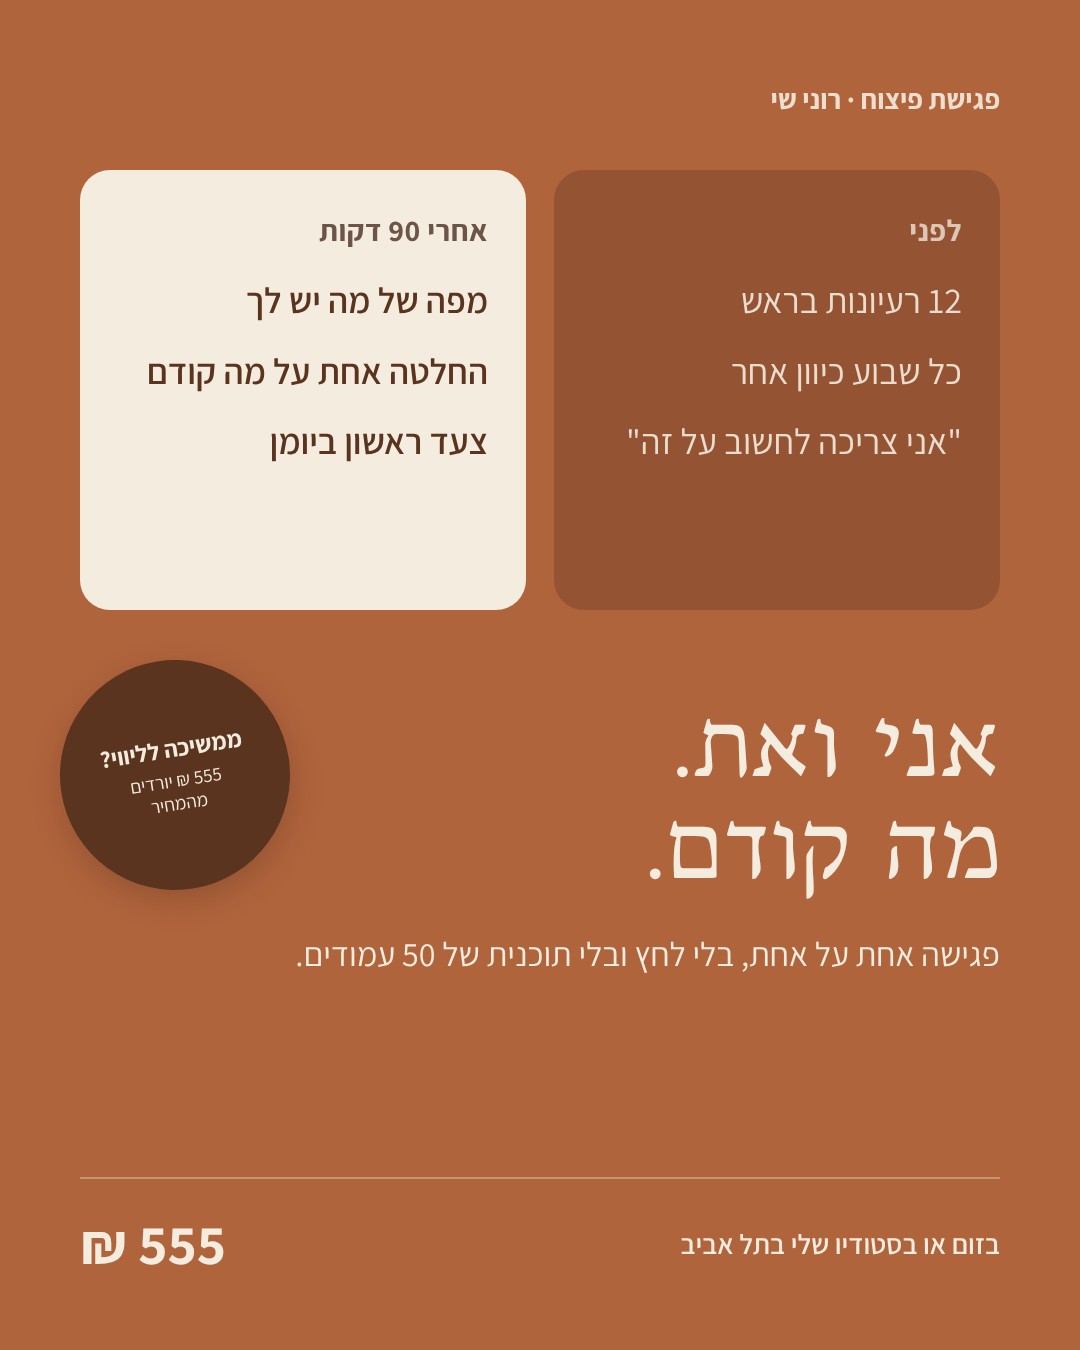 פגישת פיצוח · רוני שי
לפני
12 רעיונות בראש
כל שבוע כיוון אחר
"אני צריכה לחשוב על זה"
אחרי 90 דקות
מפה של מה יש לך
החלטה אחת על מה קודם
צעד ראשון ביומן
אני ואת.
מה קודם.
ממשיכה לליווי?
555 ₪ יורדים
מהמחיר
פגישה אחת על אחת, בלי לחץ ובלי תוכנית של 50 עמודים.
בזום או בסטודיו שלי בתל אביב
555 ₪